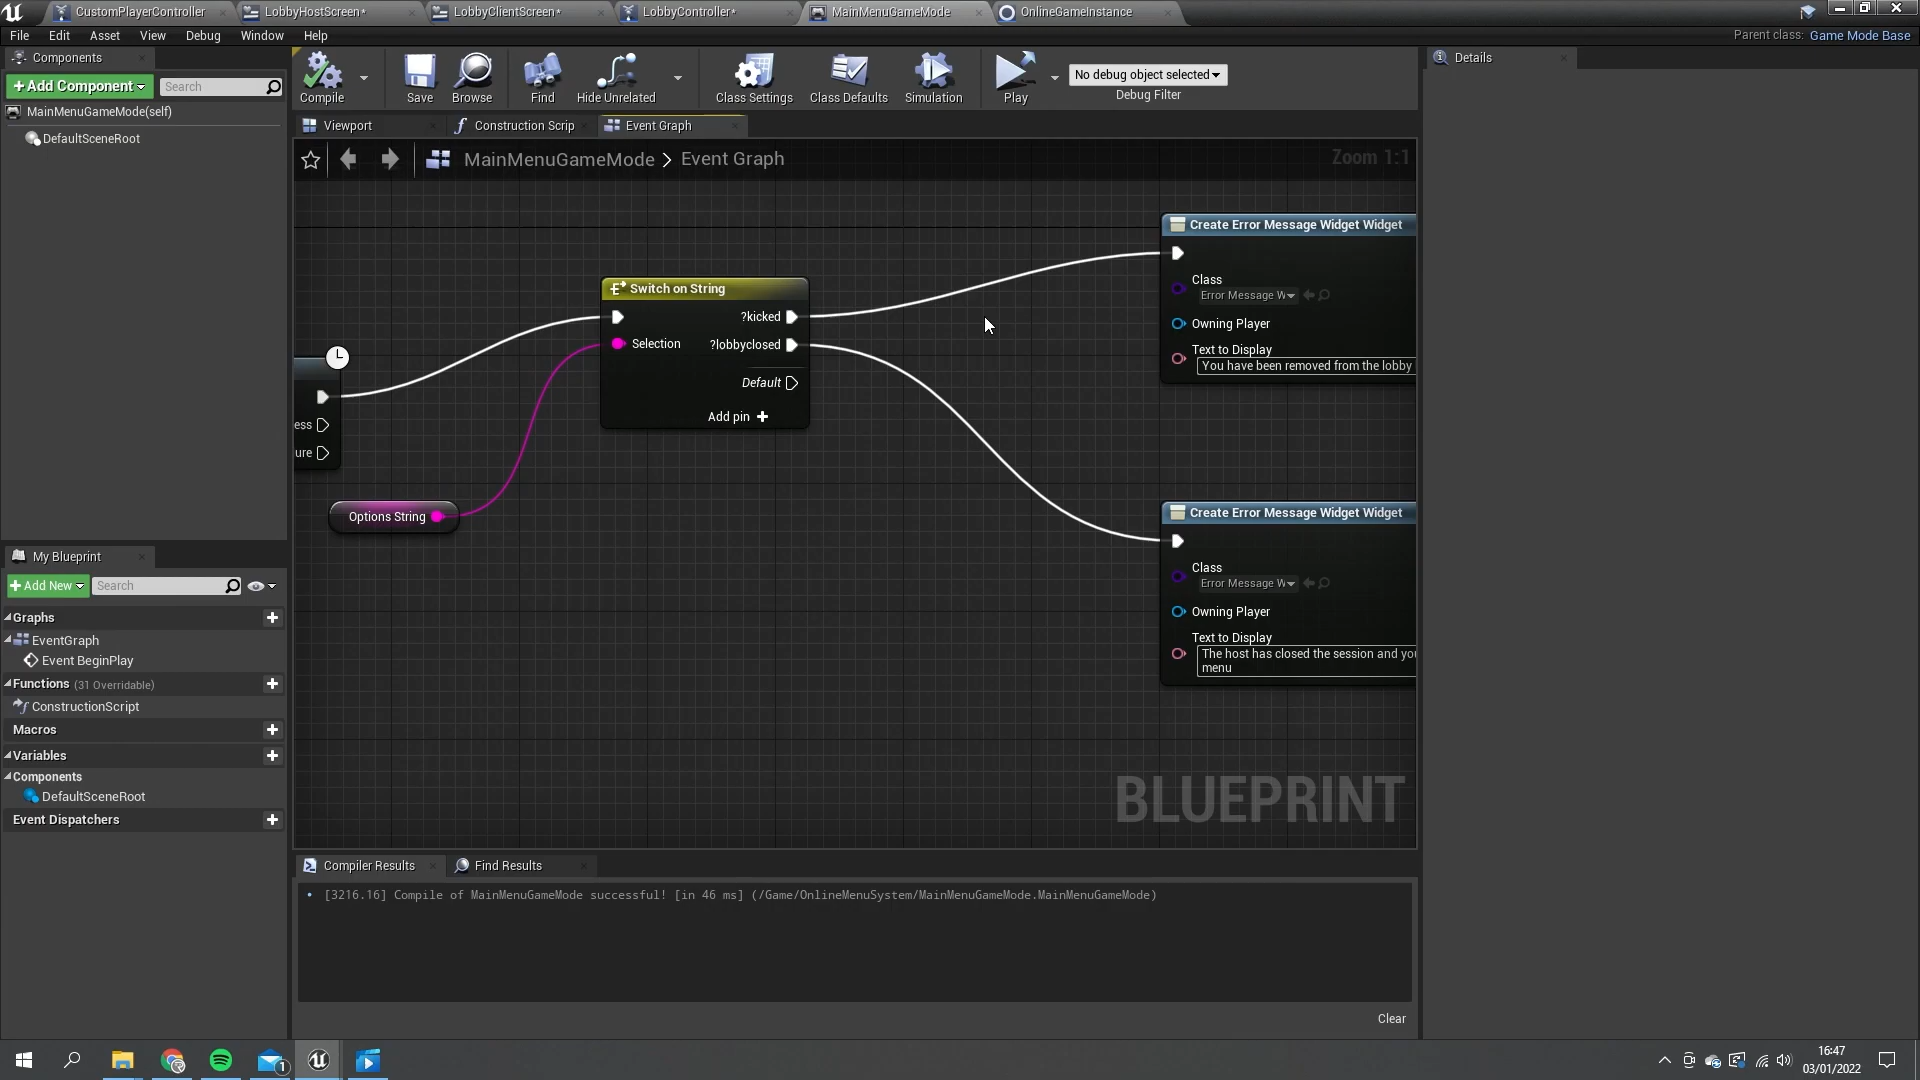 CustomPlayerController
LobbyHostScreen*
LobbyClientScreen*
LobbyController*
MainMenuGameMode
OnlineGameInstance
File
Edit
Asset
View
Debug
Window
Help
Parent class: Game Mode Base
Components
+Add Component
Search
MainMenuGameMode(self)
DefaultSceneRoot
Compile
Save
Browse
Find
Hide Unrelated
Class Settings
Class Defaults
Simulation
Play
No debug object selected
Debug Filter
Details
Viewport
Construction Scrip
Event Graph
MainMenuGameMode > Event Graph
Zoom 1:1
Switch on String
?kicked
Selection
?lobbyclosed
Default
Add pin +
ess
ure
Options String
Create Error Message Widget Widget
Class
Error Message W
Owning Player
Text to Display
You have been removed from the lobby
Create Error Message Widget Widget
Class
Error Message W
Owning Player
Text to Display
The host has closed the session and you
menu
BLUEPRINT
My Blueprint
+Add New
Search
Graphs
EventGraph
Event BeginPlay
Functions (31 Overridable)
ConstructionScript
Macros
Variables
Components
DefaultSceneRoot
Event Dispatchers
Compiler Results
Find Results
• [3216.16] Compile of MainMenuGameMode successful! [in 46 ms] (/Game/OnlineMenuSystem/MainMenuGameMode.MainMenuGameMode)
Clear
1
16:47
03/01/2022